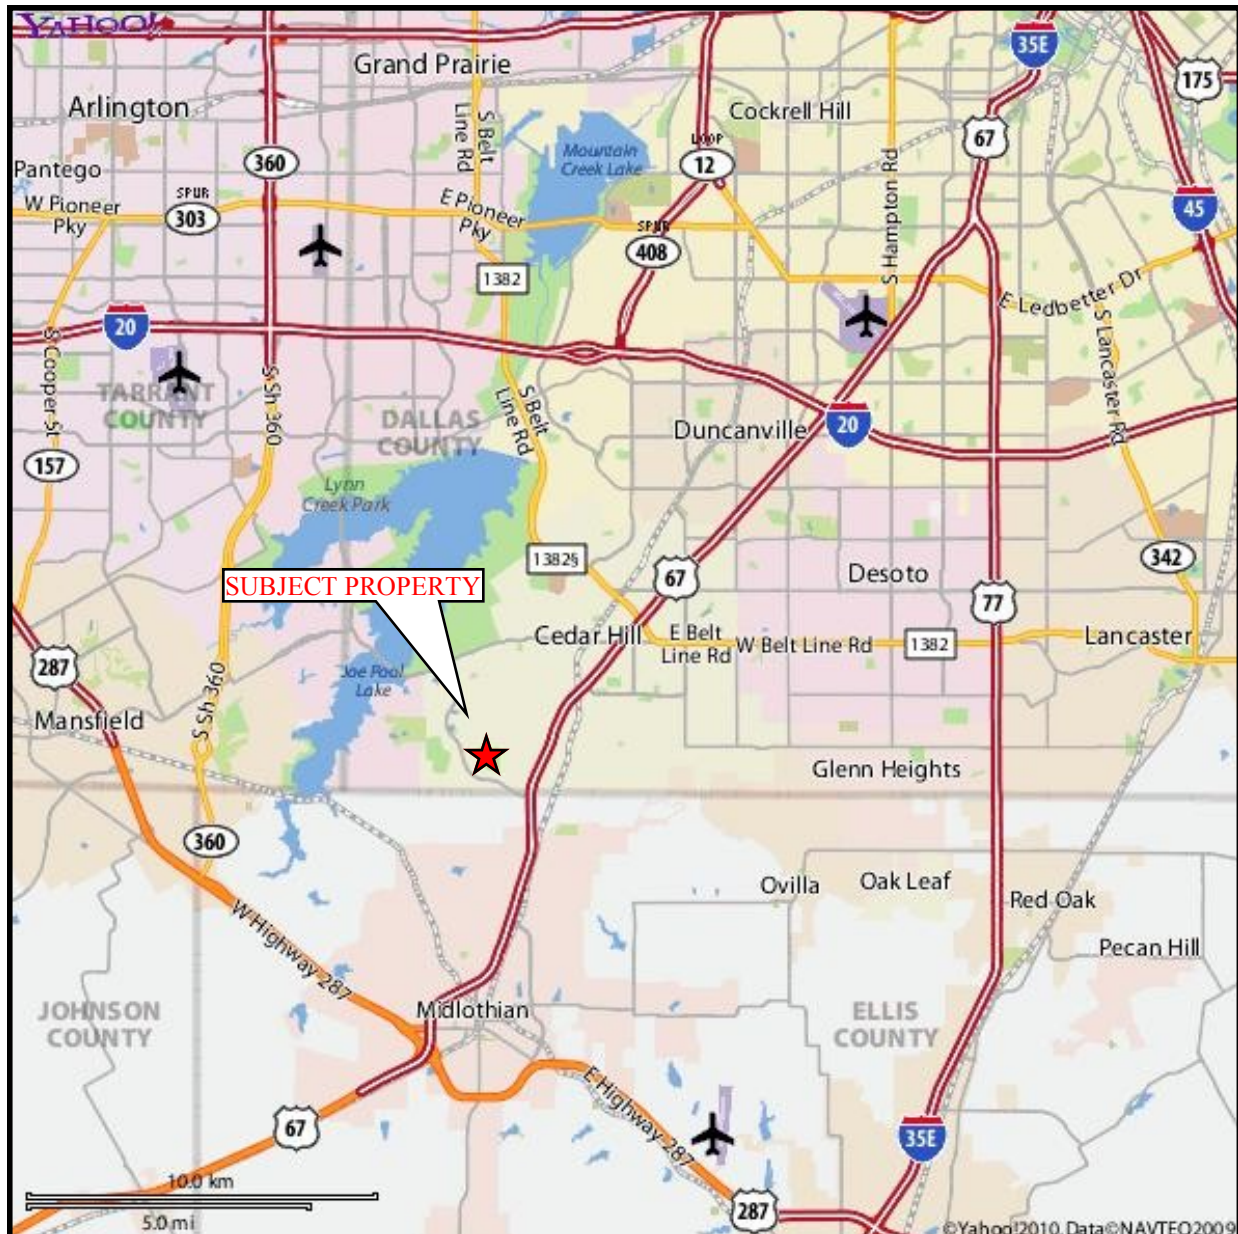 YAHOO!
Grand Prairie
35E
175
Arlington
S Belt
Line Rd
Cockrell Hill
67
Mountain
Creek Lake
LOOP
12
Pantego
360
S Hampton Rd
W Pioneer
Pky
SPUR
303
E Pioneer
Pky
45
SPUR
408
1382
E Ledbetter Dr
20
S Cooper St
S Sh 360
S Lancaster Rd
TARRANT
COUNTY
DALLAS
COUNTY
S Belt
Line Rd
Duncanville
20
157
Lynn
Creek Park
1382§
342
67
Desoto
SUBJECT PROPERTY
77
Cedar Hill
E Belt
Line Rd
W Belt Line Rd
1382
Lancaster
287
Joe Pool
Lake
S Sh 360
Mansfield
Glenn Heights
360
Ovilla
Oak Leaf
Red Oak
W Highway 287
Pecan Hill
JOHNSON
COUNTY
Midlothian
ELLIS
COUNTY
E Highway 287
67
35E
10.0 km
5.0 mi
287
©Yahoo!2010,Data©NAVTEQ2009